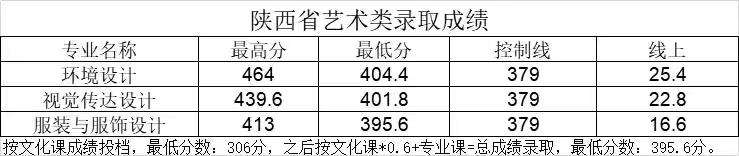 陕西省艺术类录取成绩
专业名称 最高分 最低分 控制线 线上
环境设计 464 404.4 379 25.4
视觉传达设计 439.6 401.8 379 22.8
服装与服饰设计 413 395.6 379 16.6
按文化课成绩投档，最低分数：306分，之后按文化课*0.6+专业课=总成绩录取，最低分数：395.6分。